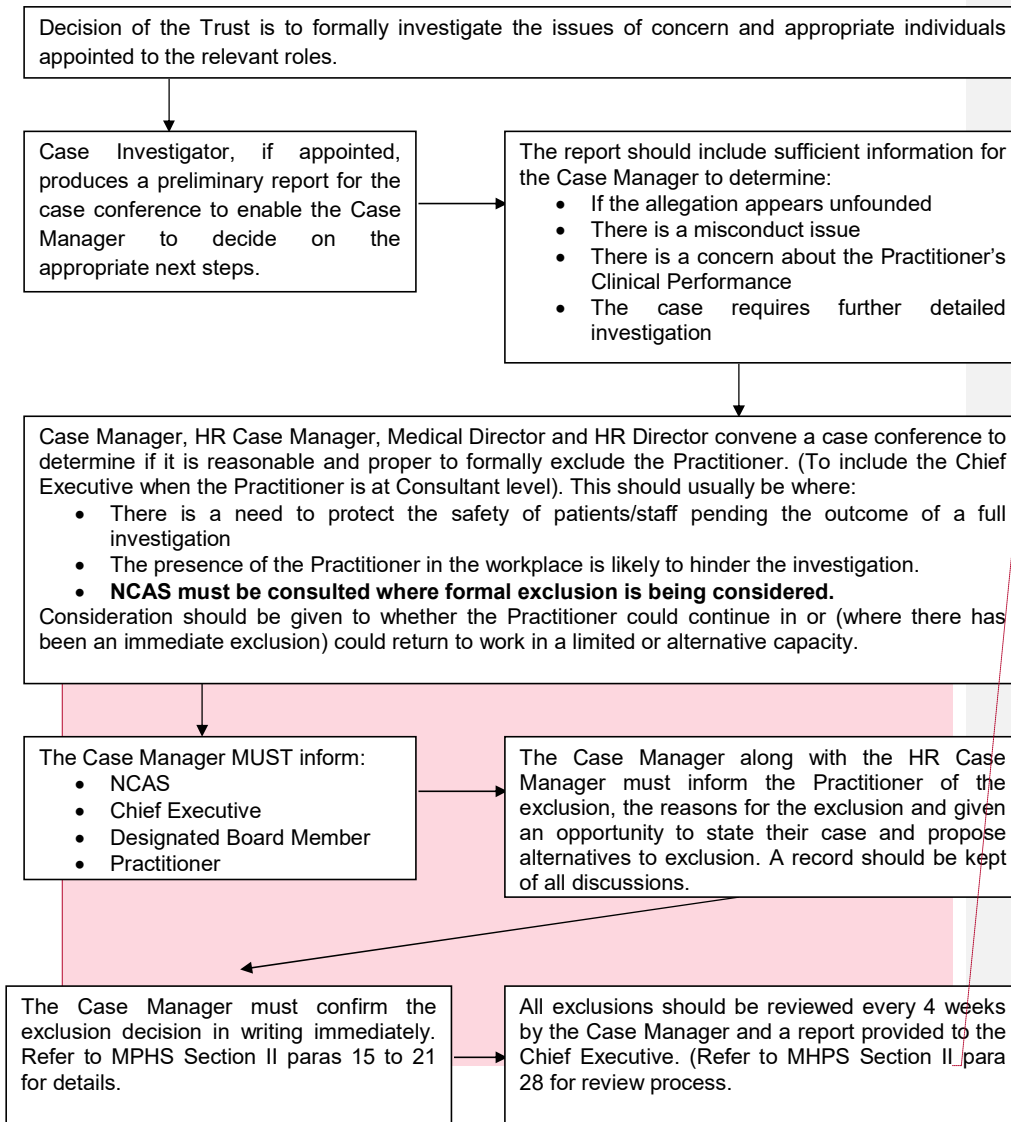 Decision of the Trust is to formally investigate the issues of concern and appropriate individuals
appointed to the relevant roles.
Case Investigator, if appointed,
produces a preliminary report for the
case conference to enable the Case
Manager to decide on the
appropriate next steps.
The report should include sufficient information for
the Case Manager to determine:
• If the allegation appears unfounded
• There is a misconduct issue
• There is a concern about the Practitioner’s
Clinical Performance
• The case requires further detailed
investigation
Case Manager, HR Case Manager, Medical Director and HR Director convene a case conference to
determine if it is reasonable and proper to formally exclude the Practitioner. (To include the Chief
Executive when the Practitioner is at Consultant level). This should usually be where:
• There is a need to protect the safety of patients/staff pending the outcome of a full
investigation
• The presence of the Practitioner in the workplace is likely to hinder the investigation.
• NCAS must be consulted where formal exclusion is being considered.
Consideration should be given to whether the Practitioner could continue in or (where there has
been an immediate exclusion) could return to work in a limited or alternative capacity.
The Case Manager MUST inform:
• NCAS
• Chief Executive
• Designated Board Member
• Practitioner
The Case Manager along with the HR Case
Manager must inform the Practitioner of the
exclusion, the reasons for the exclusion and given
an opportunity to state their case and propose
alternatives to exclusion. A record should be kept
of all discussions.
The Case Manager must confirm the
exclusion decision in writing immediately.
Refer to MPHS Section II paras 15 to 21
for details.
All exclusions should be reviewed every 4 weeks
by the Case Manager and a report provided to the
Chief Executive. (Refer to MHPS Section II para
28 for review process.